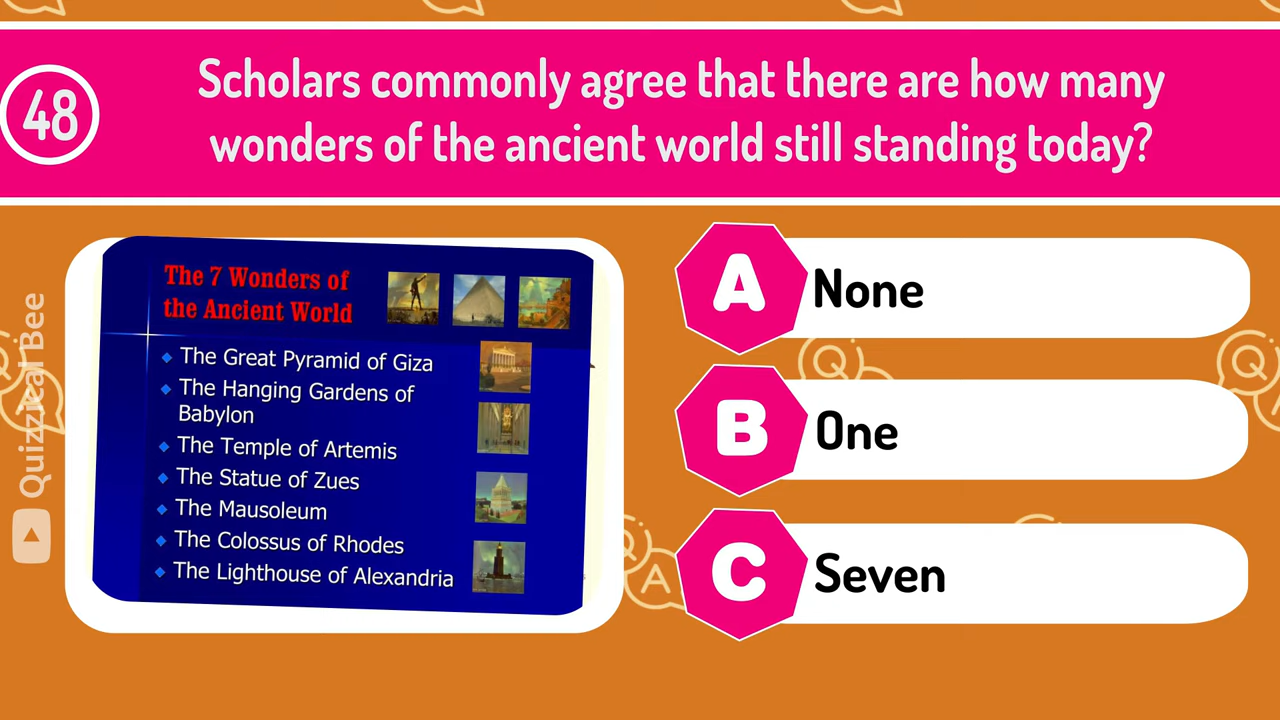 48
Scholars commonly agree that there are how many
wonders of the ancient world still standing today?
Quizzical Bee
The 7 Wonders of
the Ancient World
The Great Pyramid of Giza
The Hanging Gardens of
Babylon
The Temple of Artemis
The Statue of Zues
The Mausoleum
The Colossus of Rhodes
The Lighthouse of Alexandria
A
None
B
One
C
Seven
Q
A
Q